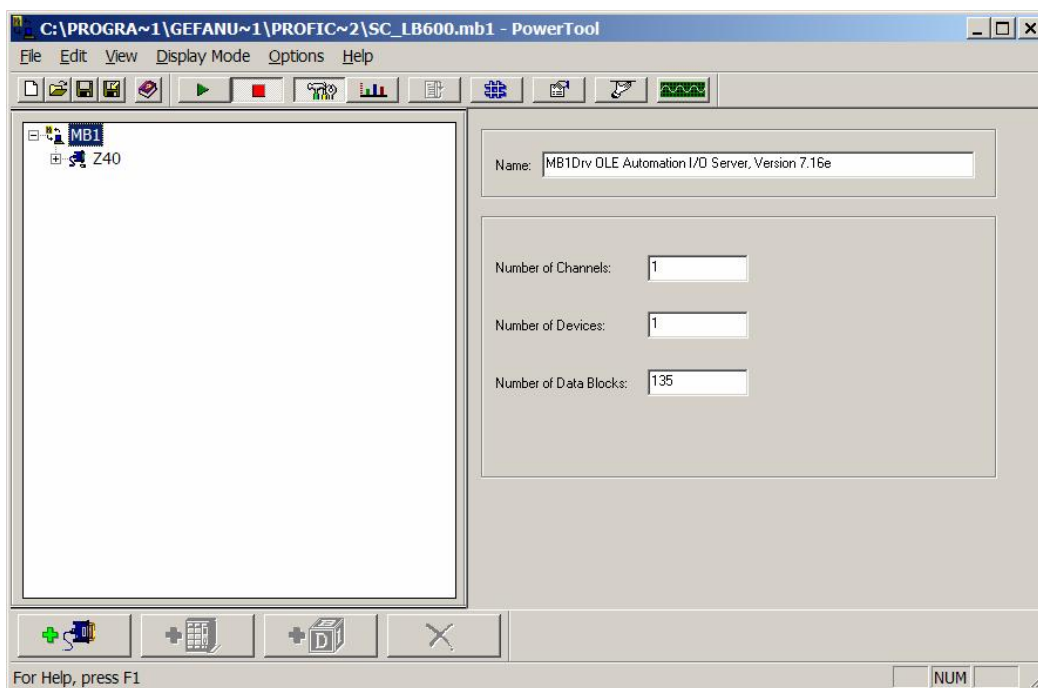 C:\PROGRA~1\GEFANU~1\PROFIC~2\SC_LB600.mb1 - PowerTool
File Edit View Display Mode Options Help
MB1
Z40
Name: MB1Drv OLE Automation I/O Server, Version 7.16e
Number of Channels: 1
Number of Devices: 1
Number of Data Blocks: 135
D
For Help, press F1
NUM